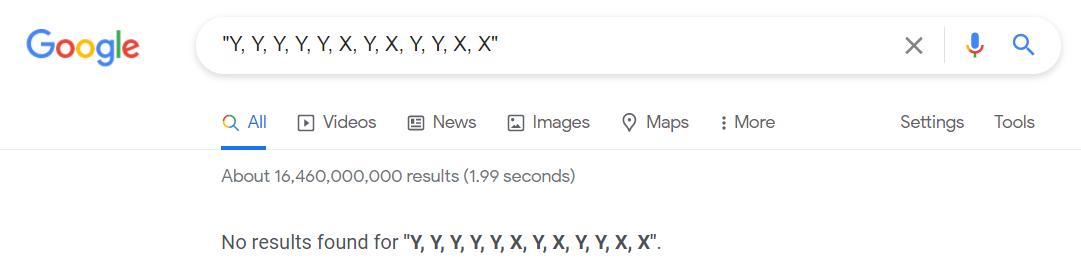 Google "Y, Y, Y, Y, Y, X, Y, X, Y, Y, X, X"
All Videos News Images Maps More Settings Tools
About 16,460,000,000 results (1.99 seconds)
No results found for "Y, Y, Y, Y, Y, X, Y, X, Y, Y, X, X".